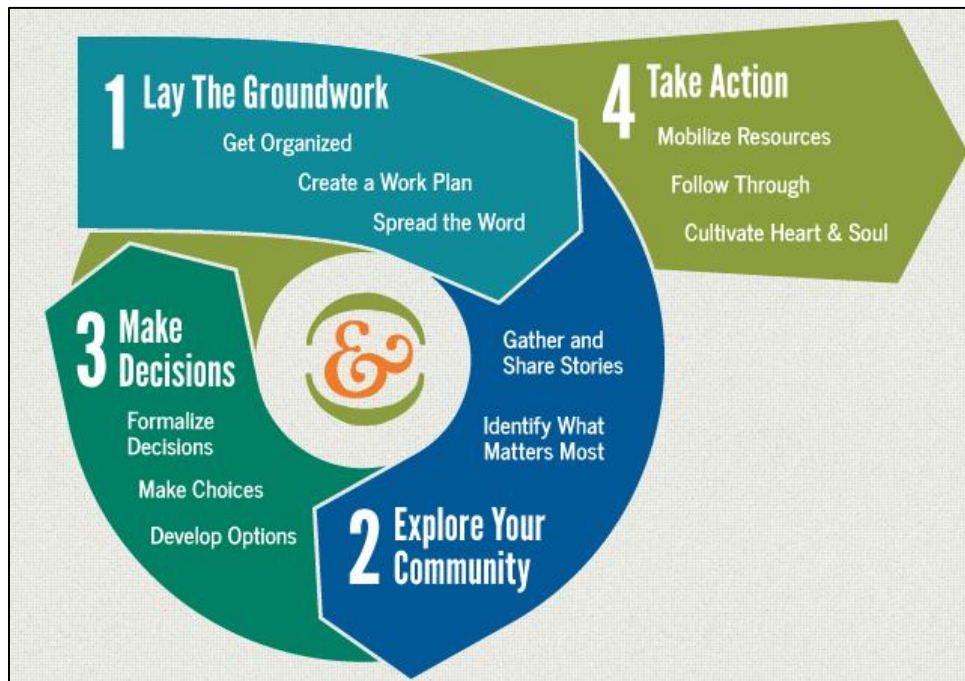 1 Lay The Groundwork
Get Organized
Create a Work Plan
Spread the Word
4 Take Action
Mobilize Resources
Follow Through
Cultivate Heart & Soul
&
Gather and
Share Stories
Identify What
Matters Most
2 Explore Your
Community
3 Make
Decisions
Formalize
Decisions
Make Choices
Develop Options